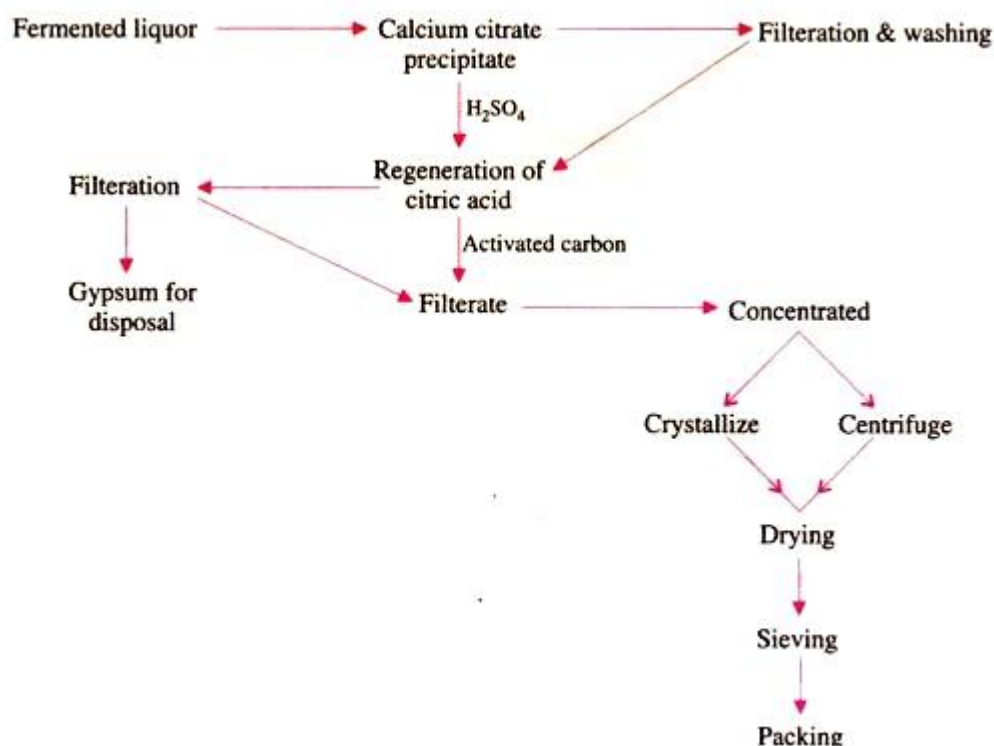 Fermented liquor
Calcium citrate
precipitate
Filteration & washing
H₂SO₄
Filteration
Regeneration of
citric acid
Activated carbon
Gypsum for
disposal
Filterate
Concentrated
Crystallize
Centrifuge
Drying
Sieving
Packing